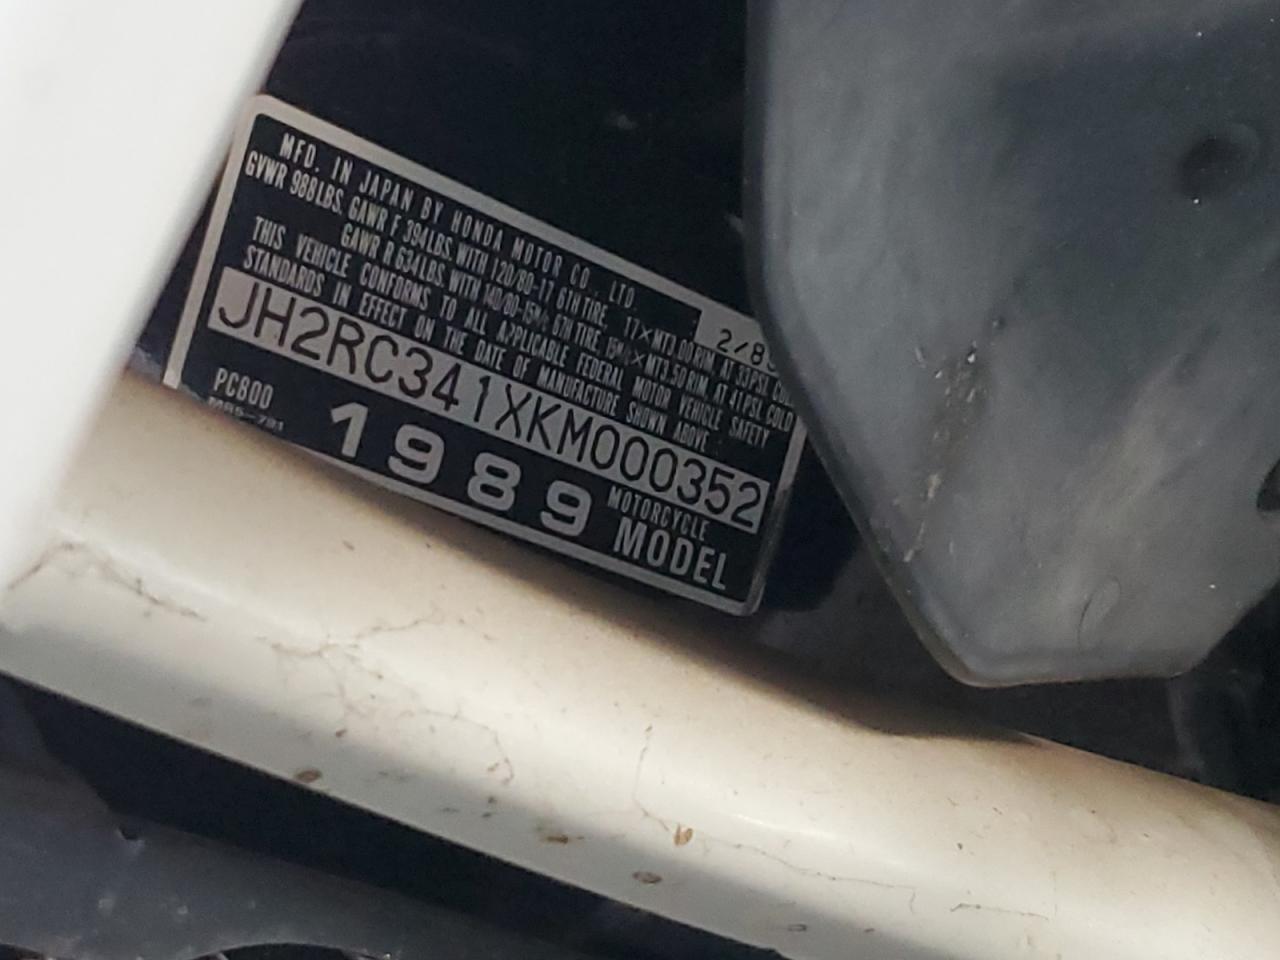 MFD. IN JAPAN BY HONDA MOTOR CO., LTD. 2/8
GVWR 988LBS. GAWR F 394LBS. WITH 120/80-17 61H TIRE, 17×MT3.00 RIM, AT 33PSI. COLD
GAWR R 634LBS. WITH 140/80-15M/C 67H TIRE, 15M/C×MT3.50 RIM, AT 41PSI. COLD
THIS VEHICLE CONFORMS TO ALL APPLICABLE FEDERAL MOTOR VEHICLE SAFETY
STANDARDS IN EFFECT ON THE DATE OF MANUFACTURE SHOWN ABOVE.
JH2RC341XKM000352
PC800 MOTORCYCLE
1989 MODEL